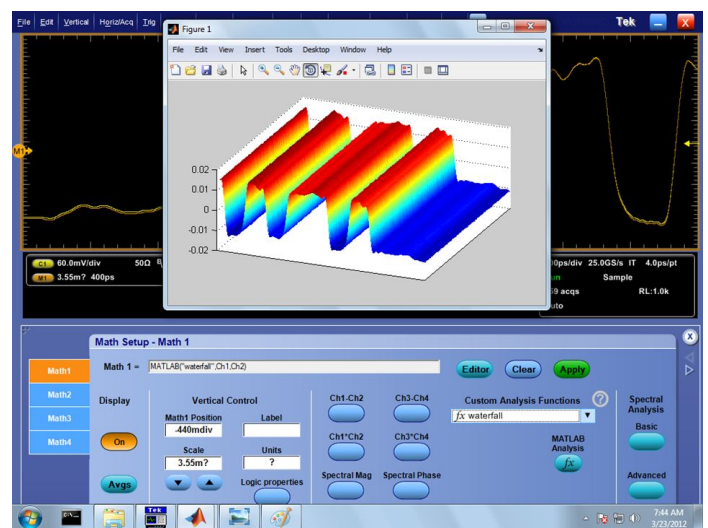 File Edit Vertical Horiz/Acq Trig
Tek
Figure 1
File Edit View Insert Tools Desktop Window Help
0.02
0.01
0
-0.01
-0.02
M1
C1 60.0mV/div 50Ω
M1 3.55m? 400ps
25.0GS/s IT 4.0ps/pt
Sample
acqs RL:1.0k
Math Setup - Math 1
Math1
Math2
Math3
Math4
Math 1 = MATLAB("waterfall",Ch1,Ch2)
Editor Clear Apply
Display
On
Avgs
Vertical Control
Math1 Position Label
-440mdiv
Scale Units
3.55m? ?
Logic properties
Ch1-Ch2 Ch3-Ch4
Ch1*Ch2 Ch3*Ch4
Spectral Mag Spectral Phase
Custom Analysis Functions ?
fx waterfall
MATLAB
Analysis
fx
Spectral
Analysis
Basic
Advanced
7:44 AM
3/23/2012